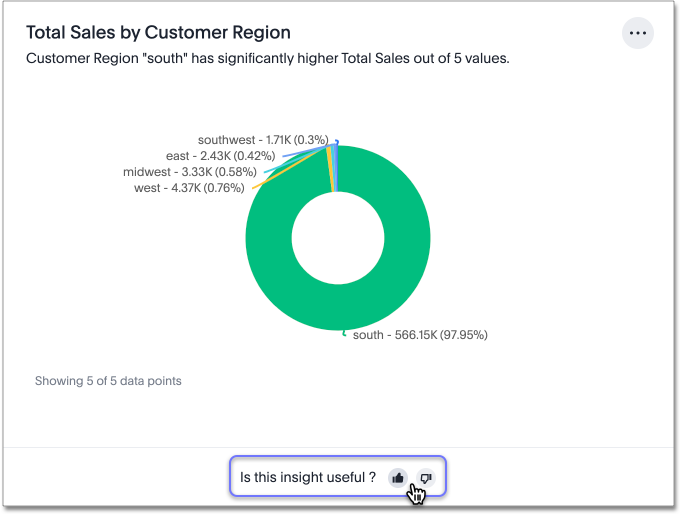 Total Sales by Customer Region
Customer Region "south" has significantly higher Total Sales out of 5 values.
southwest - 1.71K (0.3%)
east - 2.43K (0.42%)
midwest - 3.33K (0.58%)
west - 4.37K (0.76%)
south - 566.15K (97.95%)
Showing 5 of 5 data points
Is this insight useful ?